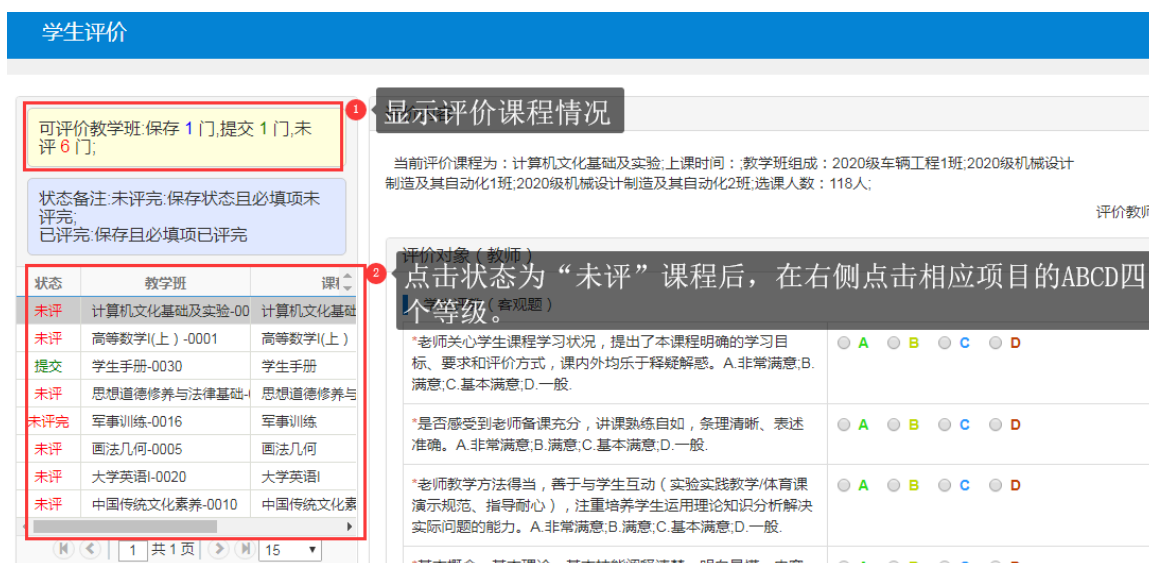 学生评价
可评价教学班:保存 1 门,提交 1 门,未
评 6 门;
1
显示评价课程情况
状态备注:未评完:保存状态且必填项未
评完;
已评完:保存且必填项已评完
当前评价课程为：计算机文化基础及实验;上课时间：;教学班组成：2020级车辆工程1班;2020级机械设计
制造及其自动化1班;2020级机械设计制造及其自动化2班;选课人数：118人;
评价教师
评价对象（教师）
2
点击状态为“未评”课程后，在右侧点击相应项目的ABCD四
个等级。
（客观题）
状态 教学班 课程
未评 计算机文化基础及实验-00 计算机文化基础
未评 高等数学I(上）-0001 高等数学I(上）
提交 学生手册-0030 学生手册
未评 思想道德修养与法律基础- 思想道德修养与
未评完 军事训练-0016 军事训练
未评 画法几何-0005 画法几何
未评 大学英语I-0020 大学英语I
未评 中国传统文化素养-0010 中国传统文化素
1 共1页 15
*老师关心学生课程学习状况，提出了本课程明确的学习目 A B C D
标、要求和评价方式，课内外均乐于释疑解惑。A.非常满意;B.
满意;C.基本满意;D.一般.
*是否感受到老师备课充分，讲课熟练自如，条理清晰、表述 A B C D
准确。A.非常满意;B.满意;C.基本满意;D.一般.
*老师教学方法得当，善于与学生互动（实验实践教学/体育课 A B C D
演示规范、指导耐心），注重培养学生运用理论知识分析解决
实际问题的能力。A.非常满意;B.满意;C.基本满意;D.一般.